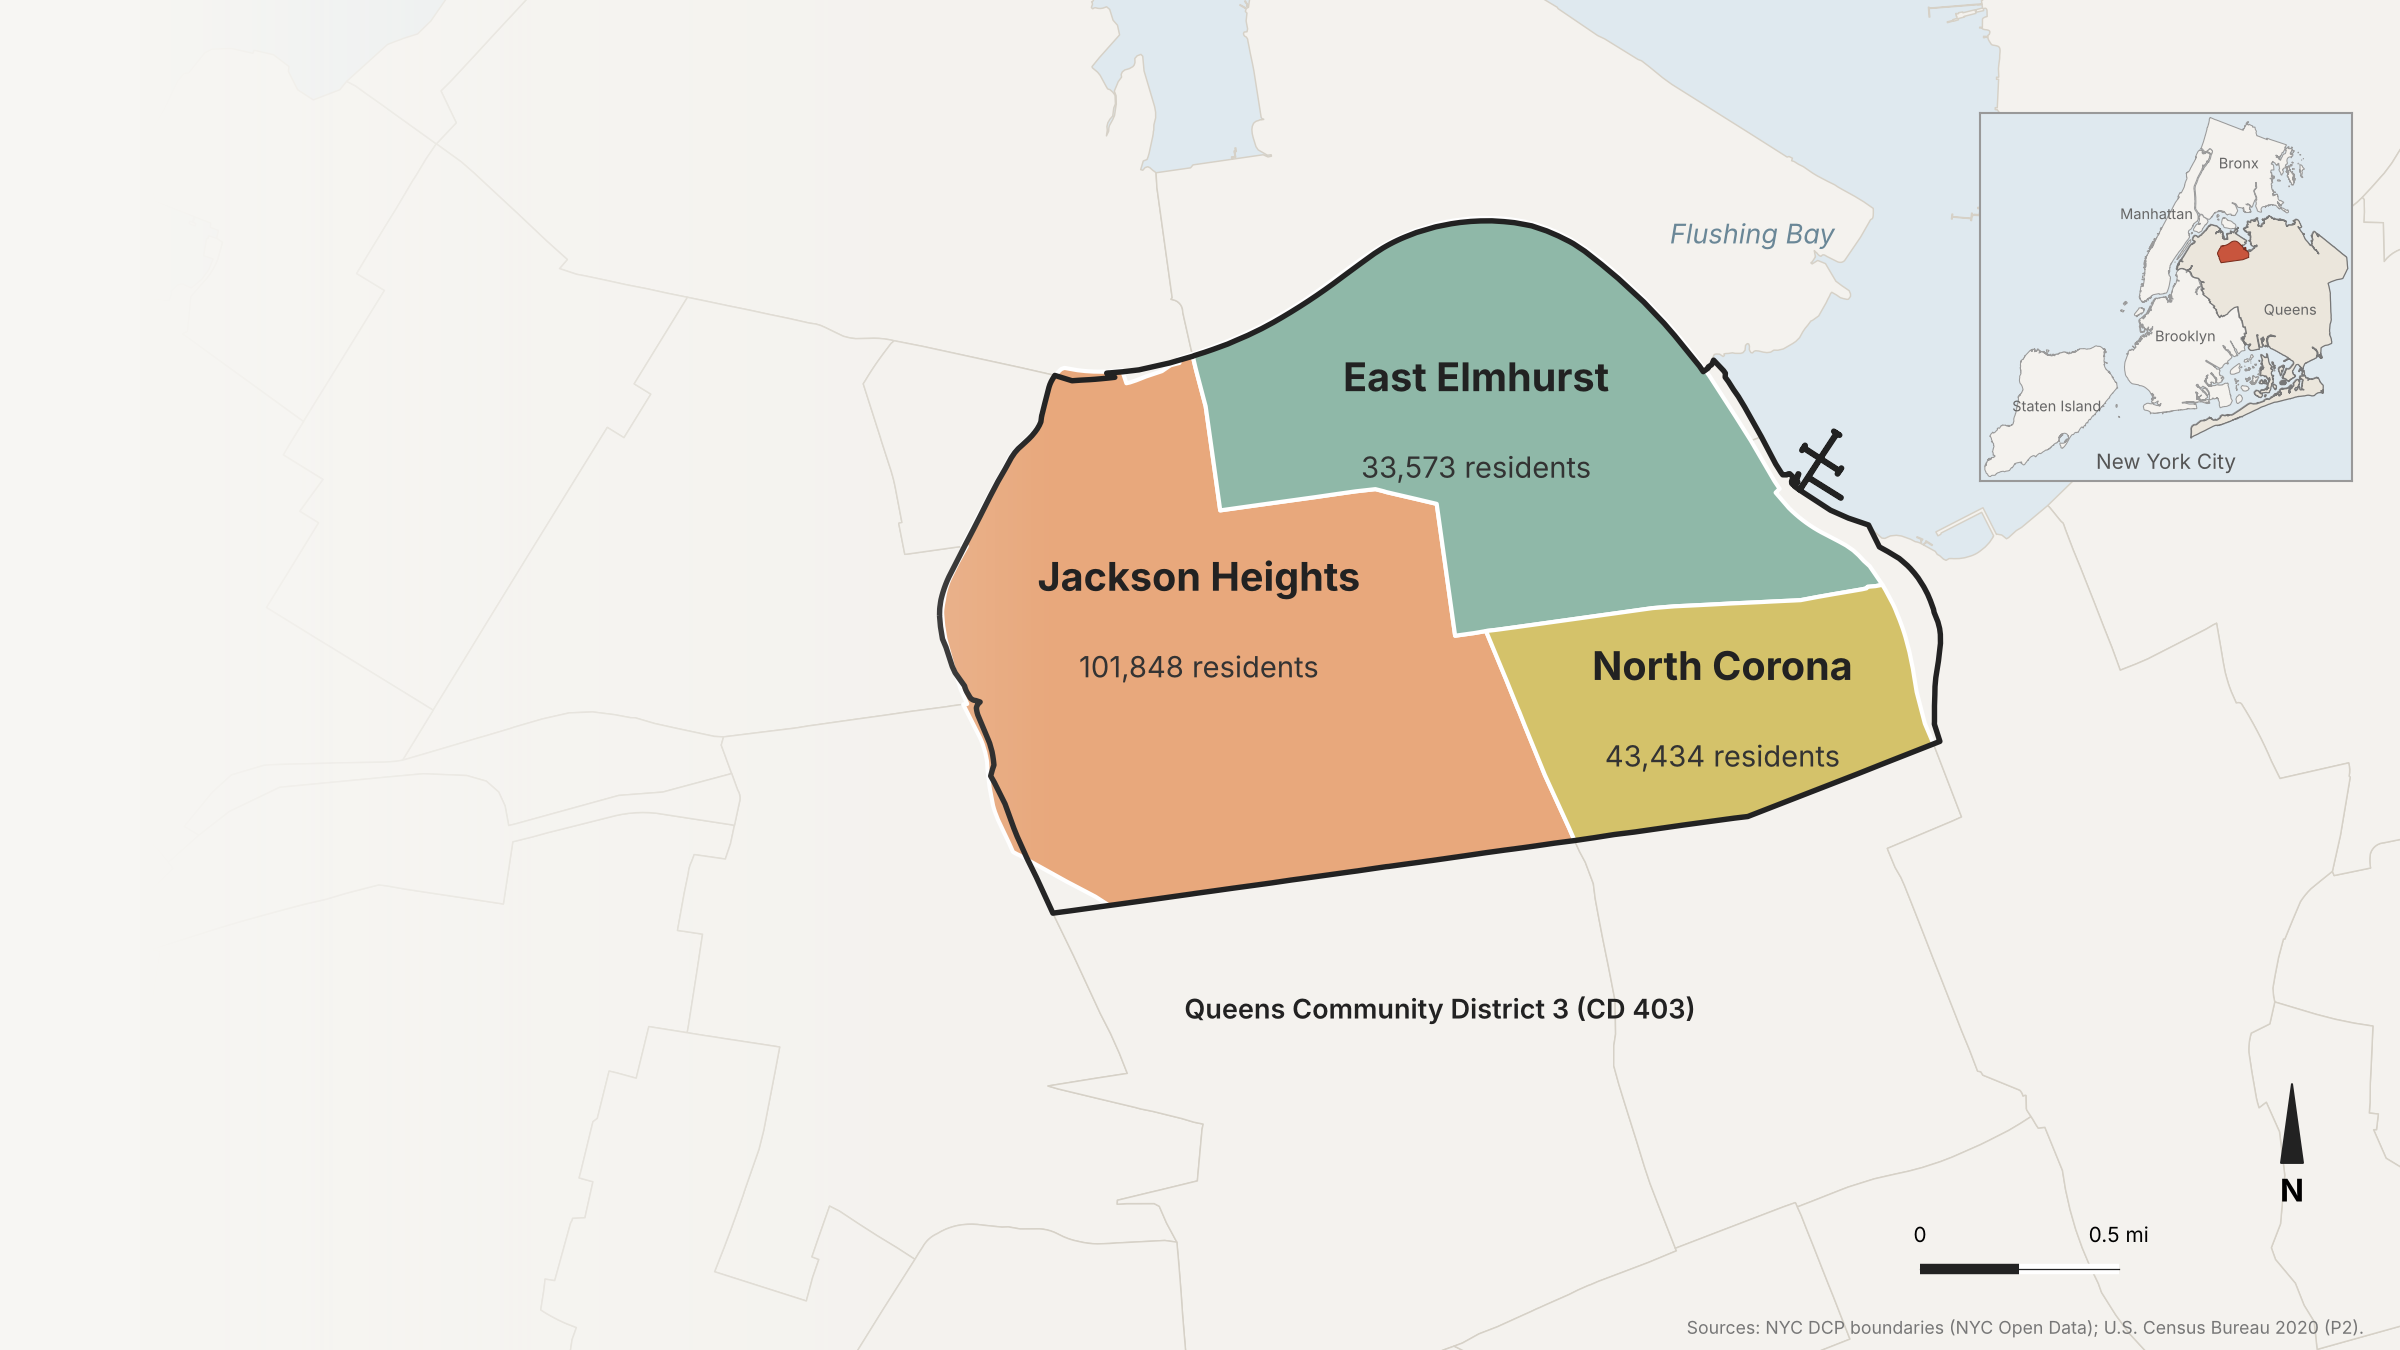 Flushing Bay
East Elmhurst
33,573 residents
Jackson Heights
101,848 residents
North Corona
43,434 residents
Queens Community District 3 (CD 403)
Bronx
Manhattan
Queens
Brooklyn
Staten Island
New York City
N
0 0.5 mi
Sources: NYC DCP boundaries (NYC Open Data); U.S. Census Bureau 2020 (P2).